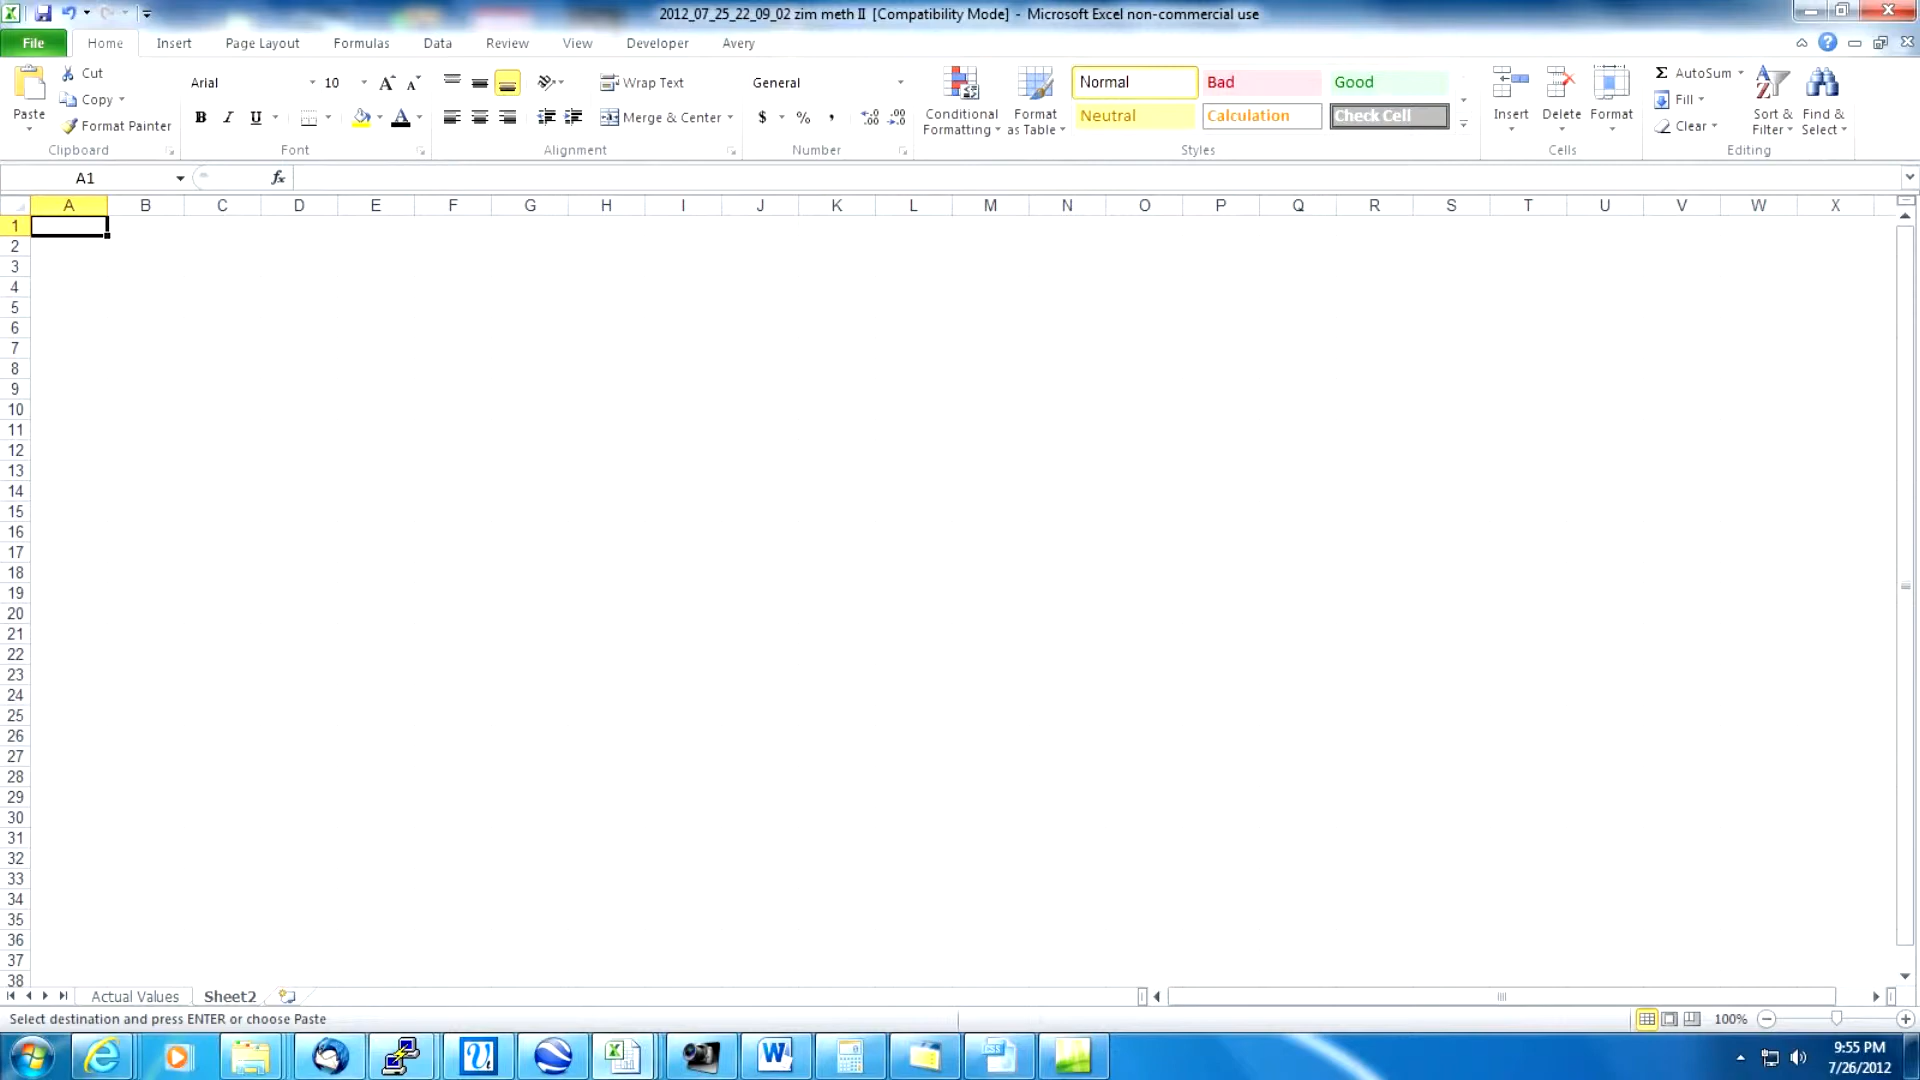 2012_07_25_22_09_02 zim meth II [Compatibility Mode] - Microsoft Excel non-commercial use
File Home Insert Page Layout Formulas Data Review View Developer Avery
Paste Cut Copy Format Painter
Clipboard
Arial 10
B I U
Font
Wrap Text
Merge & Center
Alignment
General
$ % , .00 .0
Number
Conditional Formatting Format as Table
Normal Bad Good
Neutral Calculation Check Cell
Styles
Insert Delete Format
Cells
Σ AutoSum
Fill
Clear
Sort & Filter Find & Select
Editing
A1 fx
A B C D E F G H I J K L M N O P Q R S T U V W X
1
2
3
4
5
6
7
8
9
10
11
12
13
14
15
16
17
18
19
20
21
22
23
24
25
26
27
28
29
30
31
32
33
34
35
36
37
38
Actual Values Sheet2
Select destination and press ENTER or choose Paste 100%
9:55 PM
7/26/2012